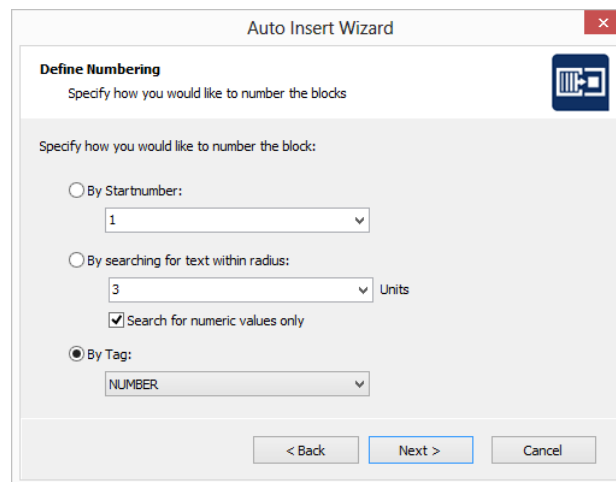 Auto Insert Wizard
Define Numbering
Specify how you would like to number the blocks
Specify how you would like to number the block:
By Startnumber:
1
By searching for text within radius:
3 Units
Search for numeric values only
By Tag:
NUMBER
< Back Next > Cancel